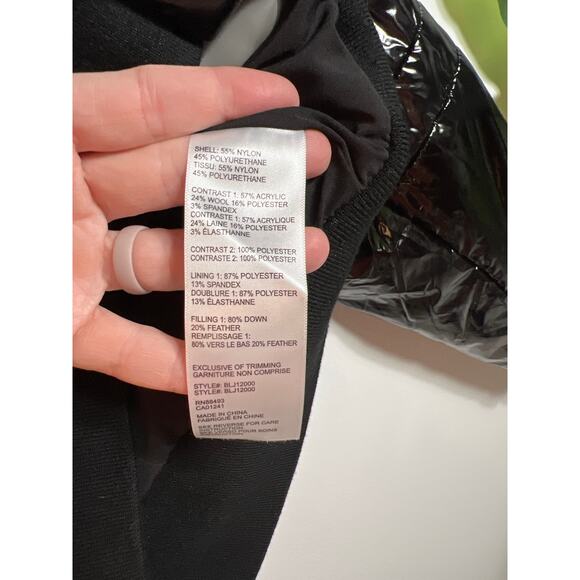 SHELL: 55% NYLON
45% POLYURETHANE
TISSU: 55% NYLON
45% POLYURETHANE
CONTRAST 1: 57% ACRYLIC
24% WOOL 16% POLYESTER
3% SPANDEX
CONTRASTE 1: 57% ACRYLIQUE
24% LAINE 16% POLYESTER
3% ÉLASTHANNE
CONTRAST 2: 100% POLYESTER
CONTRASTE 2: 100% POLYESTER
LINING 1: 87% POLYESTER
13% SPANDEX
DOUBLURE 1: 87% POLYESTER
13% ÉLASTHANNE
FILLING 1: 80% DOWN
20% FEATHER
REMPLISSAGE 1:
80% VERS LE BAS 20% FEATHER
EXCLUSIVE OF TRIMMING
GARNITURE NON COMPRISE
STYLE#: BLJ12000
STYLE#: BLJ12000
RN88493
CA01241
MADE IN CHINA
FABRIQUÉ EN CHINE
SEE REVERSE FOR CARE
INSTRUCTION